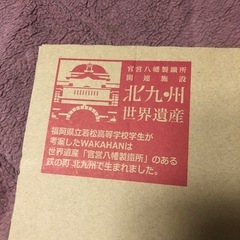 官営八幡製鐵所
関連施設
北九州
世界遺産
福岡県立若松高等学校学生が
考案したWAKAHANは
世界遺産「官営八幡製鐵所」のある
鉄の町 北九州で生まれました。